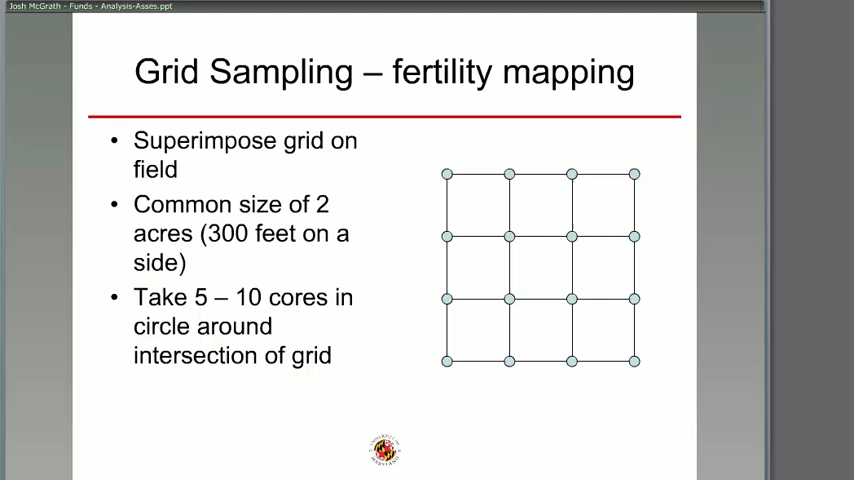 Josh McGrath - Funds - Analysis-Asses.ppt
Grid Sampling – fertility mapping
• Superimpose grid on
field
• Common size of 2
acres (300 feet on a
side)
• Take 5 – 10 cores in
circle around
intersection of grid